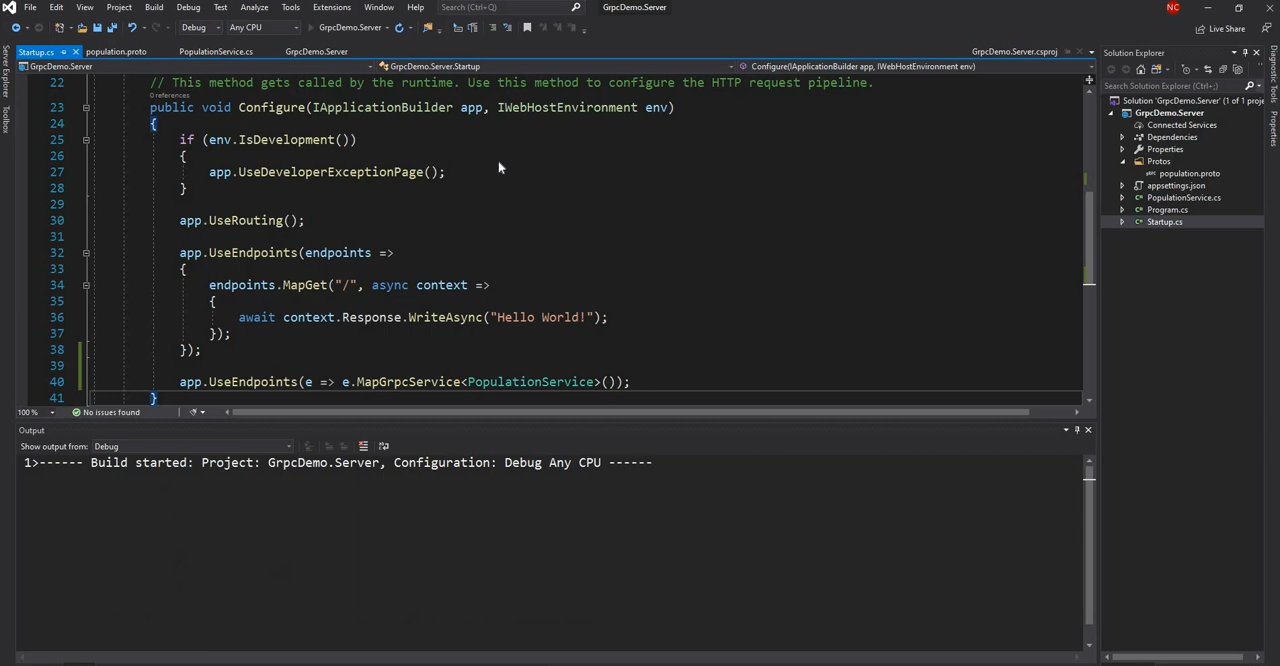 File Edit View Project Build Debug Test Analyze Tools Extensions Window Help Search (Ctrl+Q) GrpcDemo.Server NC
Debug Any CPU GrpcDemo.Server Live Share
Startup.cs population.proto PopulationService.cs GrpcDemo.Server GrpcDemo.Server.csproj
GrpcDemo.Server GrpcDemo.Server.Startup Configure(IApplicationBuilder app, IWebHostEnvironment env)
Server Explorer
Toolbox
22 // This method gets called by the runtime. Use this method to configure the HTTP request pipeline.
0 references
23 public void Configure(IApplicationBuilder app, IWebHostEnvironment env)
24 {
25 if (env.IsDevelopment())
26 {
27 app.UseDeveloperExceptionPage();
28 }
29
30 app.UseRouting();
31
32 app.UseEndpoints(endpoints =>
33 {
34 endpoints.MapGet("/", async context =>
35 {
36 await context.Response.WriteAsync("Hello World!");
37 });
38 });
39
40 app.UseEndpoints(e => e.MapGrpcService<PopulationService>());
41 }
100 % No issues found
Output
Show output from: Debug
1>------ Build started: Project: GrpcDemo.Server, Configuration: Debug Any CPU ------
Solution Explorer
Search Solution Explorer (Ctrl+;)
Solution 'GrpcDemo.Server' (1 of 1 proj
GrpcDemo.Server
Connected Services
Dependencies
Properties
Protos
population.proto
appsettings.json
PopulationService.cs
Program.cs
Startup.cs
Diagnostic Tools
Properties